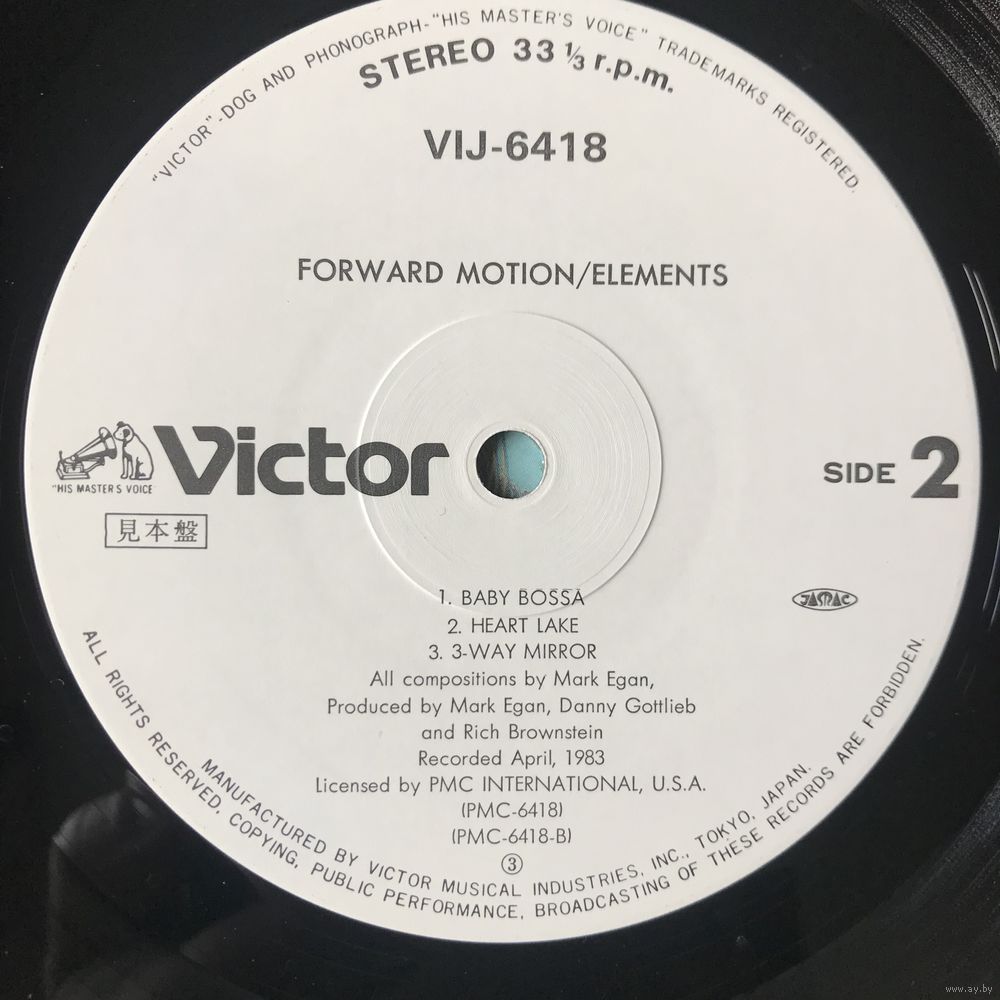 "VICTOR"-DOG AND PHONOGRAPH-"HIS MASTER'S VOICE" TRADEMARKS REGISTERED.
STEREO 33 1/3 r.p.m.
VIJ-6418
FORWARD MOTION/ELEMENTS
Victor
"HIS MASTER'S VOICE"
見本盤
SIDE 2
1. BABY BOSSA
2. HEART LAKE
3. 3-WAY MIRROR
JASRAC
All compositions by Mark Egan,
Produced by Mark Egan, Danny Gottlieb
and Rich Brownstein
Recorded April, 1983
Licensed by PMC INTERNATIONAL, U.S.A.
(PMC-6418)
(PMC-6418-B)
③
MANUFACTURED BY VICTOR MUSICAL INDUSTRIES, INC., TOKYO, JAPAN.
ALL RIGHTS RESERVED, COPYING, PUBLIC PERFORMANCE, BROADCASTING OF THESE RECORDS ARE FORBIDDEN.
www.ay.by